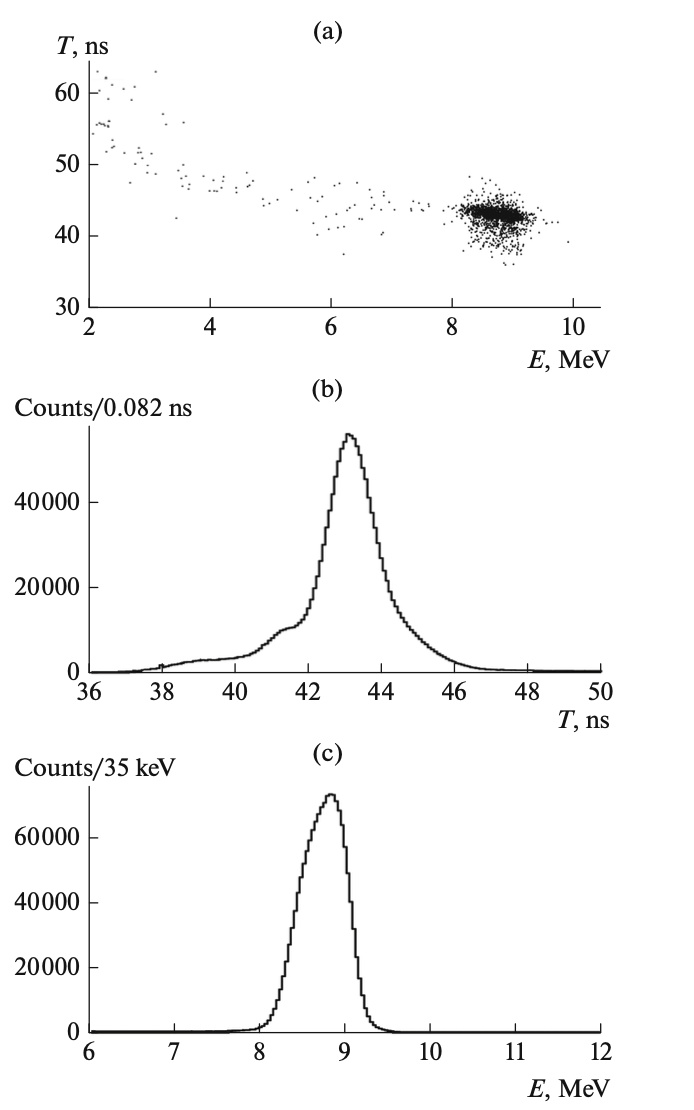 (a)
T, ns
60
50
40
30
2 4 6 8 10
E, MeV
(b)
Counts/0.082 ns
40000
20000
0
36 38 40 42 44 46 48 50
T, ns
(c)
Counts/35 keV
60000
40000
20000
0
6 7 8 9 10 11 12
E, MeV